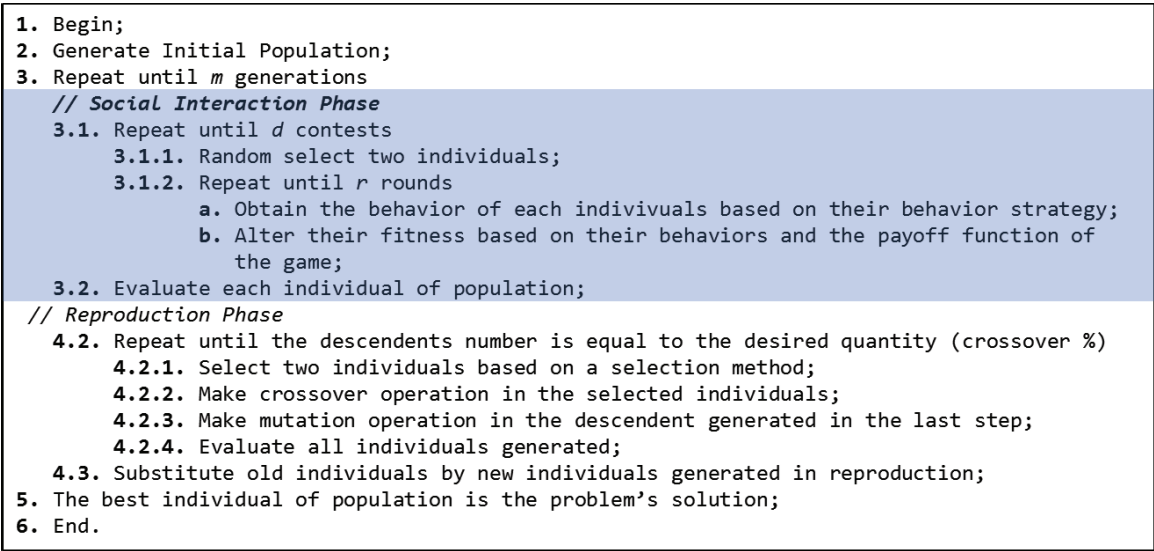 1. Begin;
2. Generate Initial Population;
3. Repeat until m generations
// Social Interaction Phase
3.1. Repeat until d contests
3.1.1. Random select two individuals;
3.1.2. Repeat until r rounds
a. Obtain the behavior of each indivivuals based on their behavior strategy;
b. Alter their fitness based on their behaviors and the payoff function of
the game;
3.2. Evaluate each individual of population;
// Reproduction Phase
4.2. Repeat until the descendents number is equal to the desired quantity (crossover %)
4.2.1. Select two individuals based on a selection method;
4.2.2. Make crossover operation in the selected individuals;
4.2.3. Make mutation operation in the descendent generated in the last step;
4.2.4. Evaluate all individuals generated;
4.3. Substitute old individuals by new individuals generated in reproduction;
5. The best individual of population is the problem’s solution;
6. End.